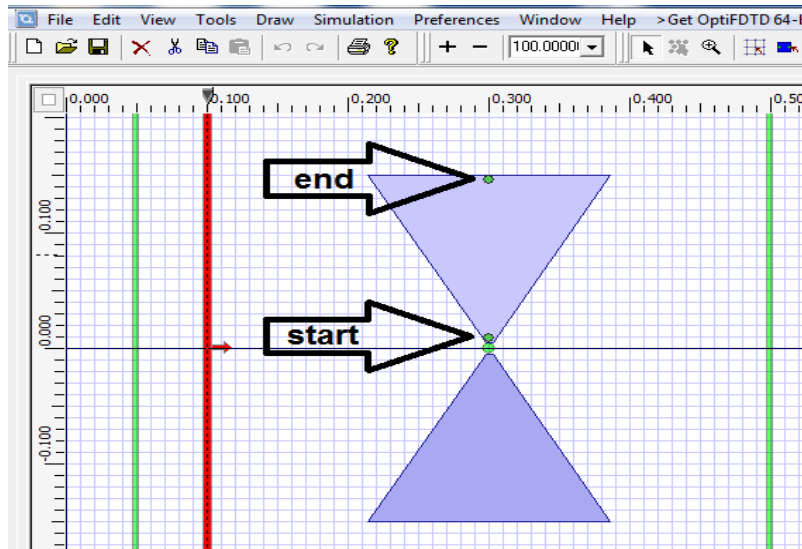 File Edit View Tools Draw Simulation Preferences Window Help >Get OptiFDTD 64-b
100.0000
0.000 0.100 0.200 0.300 0.400 0.50
end
0.100
start
0.000
-0.100